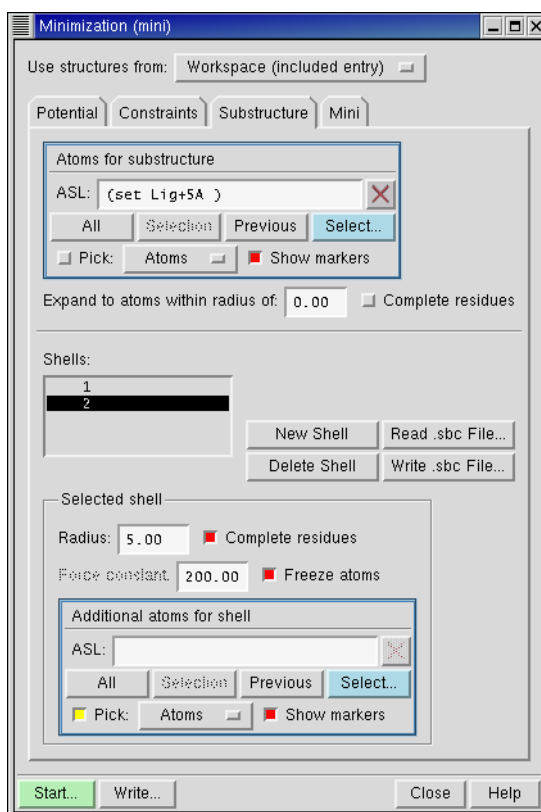 Minimization (mini)
Use structures from: Workspace (included entry)
Potential Constraints Substructure Mini
Atoms for substructure
ASL: (set Lig+5A )
All Selection Previous Select...
Pick: Atoms Show markers
Expand to atoms within radius of: 0.00 Complete residues
Shells:
1
2
New Shell Read .sbc File...
Delete Shell Write .sbc File...
Selected shell
Radius: 5.00 Complete residues
Force constant: 200.00 Freeze atoms
Additional atoms for shell
ASL:
All Selection Previous Select...
Pick: Atoms Show markers
Start... Write... Close Help